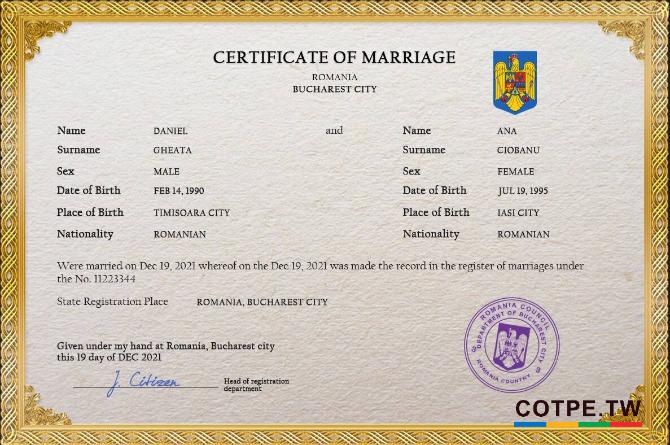 CERTIFICATE OF MARRIAGE
ROMANIA
BUCHAREST CITY
Name DANIEL and Name ANA
Surname GHEATA Surname CIOBANU
Sex MALE Sex FEMALE
Date of Birth FEB 14, 1990 Date of Birth JUL 19, 1995
Place of Birth TIMISOARA CITY Place of Birth IASI CITY
Nationality ROMANIAN Nationality ROMANIAN
Were married on Dec 19, 2021 whereof on the Dec 19, 2021 was made the record in the register of marriages under
the No. 11223344
State Registration Place ROMANIA, BUCHAREST CITY
Given under my hand at Romania, Bucharest city
this 19 day of DEC 2021
J. Citizen Head of registration
department
ROMANIA COUNCIL
DEPARTMENT OF BUCHAREST CITY
ROMANIA COUNTRY
COTPE.TW